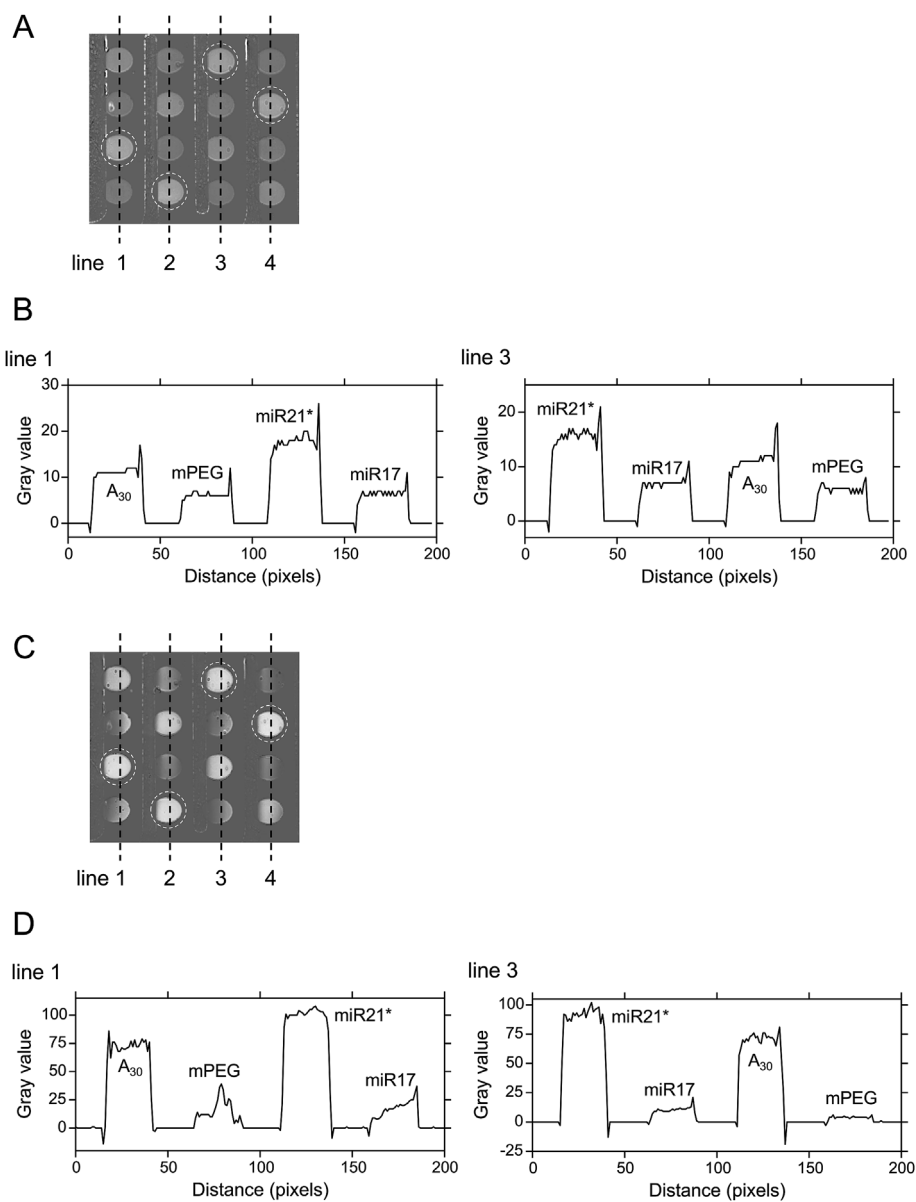 A
line 1 2 3 4
B
line 1
line 3
30
20
10
0
Gray value
A₃₀
mPEG
miR21*
miR17
0 50 100 150 200
Distance (pixels)
20
10
0
Gray value
miR21*
miR17
A₃₀
mPEG
0 50 100 150 200
Distance (pixels)
C
line 1 2 3 4
D
line 1
line 3
100
75
50
25
0
Gray value
A₃₀
mPEG
miR21*
miR17
0 50 100 150 200
Distance (pixels)
100
75
50
25
0
-25
Gray value
miR21*
miR17
A₃₀
mPEG
0 50 100 150 200
Distance (pixels)